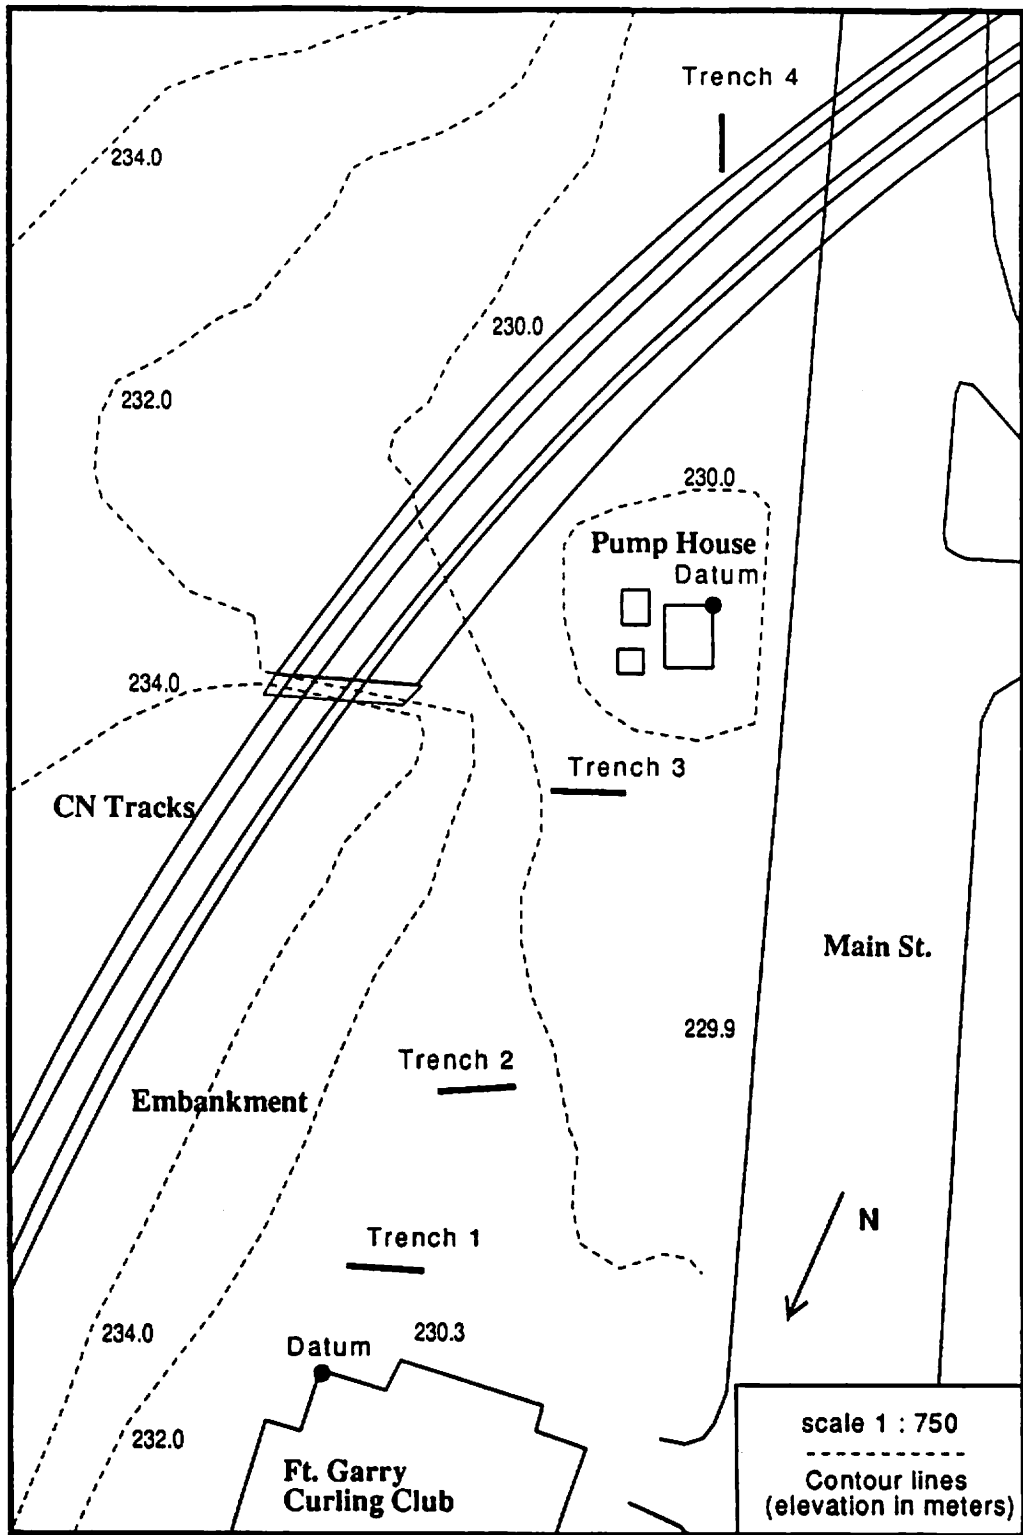 Trench 4
234.0
230.0
232.0
230.0
Pump House
Datum
234.0
Trench 3
CN Tracks
Main St.
229.9
Trench 2
Embankment
N
Trench 1
234.0
230.3
Datum
232.0
scale 1 : 750
Contour lines
(elevation in meters)
Ft. Garry
Curling Club